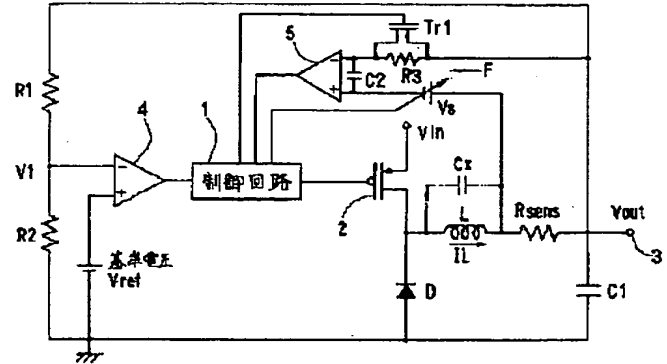 Tr1
5
R3
C2
F
Vs
R1
4
1
Vin
V1
制御回路
Cx
2
L
Rsens
Vout
R2
IL
3
基準電圧
Vref
D
C1